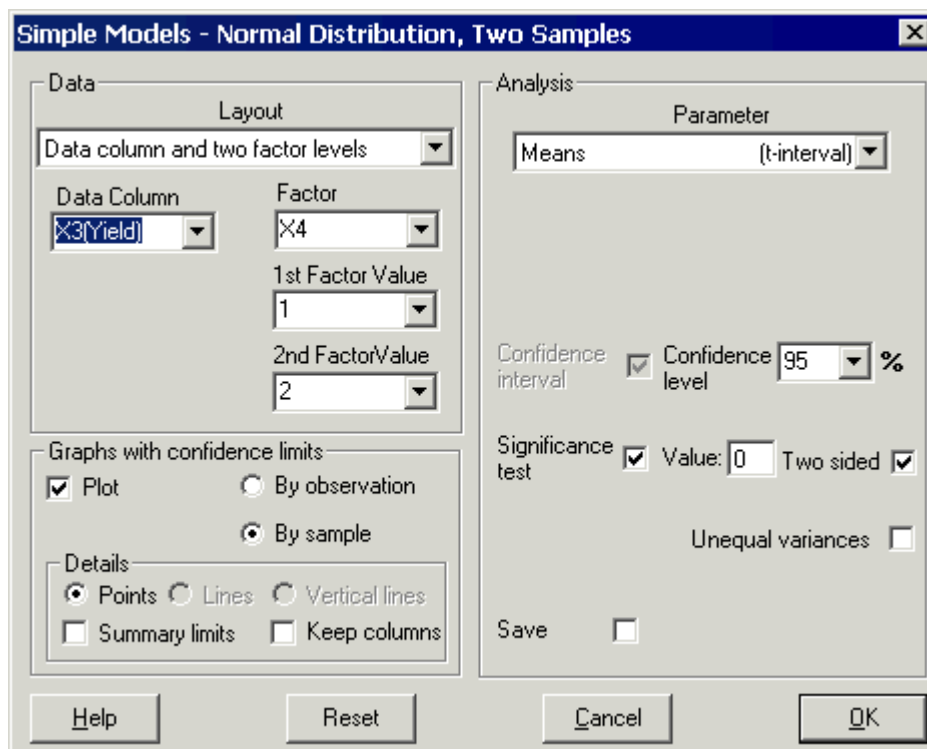 Simple Models - Normal Distribution, Two Samples
Data
Layout
Data column and two factor levels
Data Column
X3(Yield)
Factor
X4
1st Factor Value
1
2nd FactorValue
2
Graphs with confidence limits
Plot
By observation
By sample
Details
Points
Lines
Vertical lines
Summary limits
Keep columns
Analysis
Parameter
Means (t-interval)
Confidence
interval
Confidence
level
95
%
Significance
test
Value:
0
Two sided
Unequal variances
Save
Help
Reset
Cancel
OK